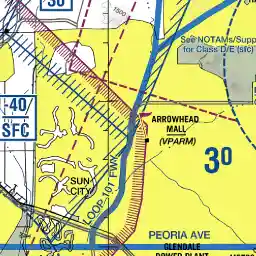 30
1500
See NOTAMs/Supp
for Class D/E (sfc)
-40
SFC
ARROWHEAD
MALL
(VPARM)
30
SUN
CITY
LOOP 101 FWY
PEORIA AVE
GLENDALE
POWER PLANT